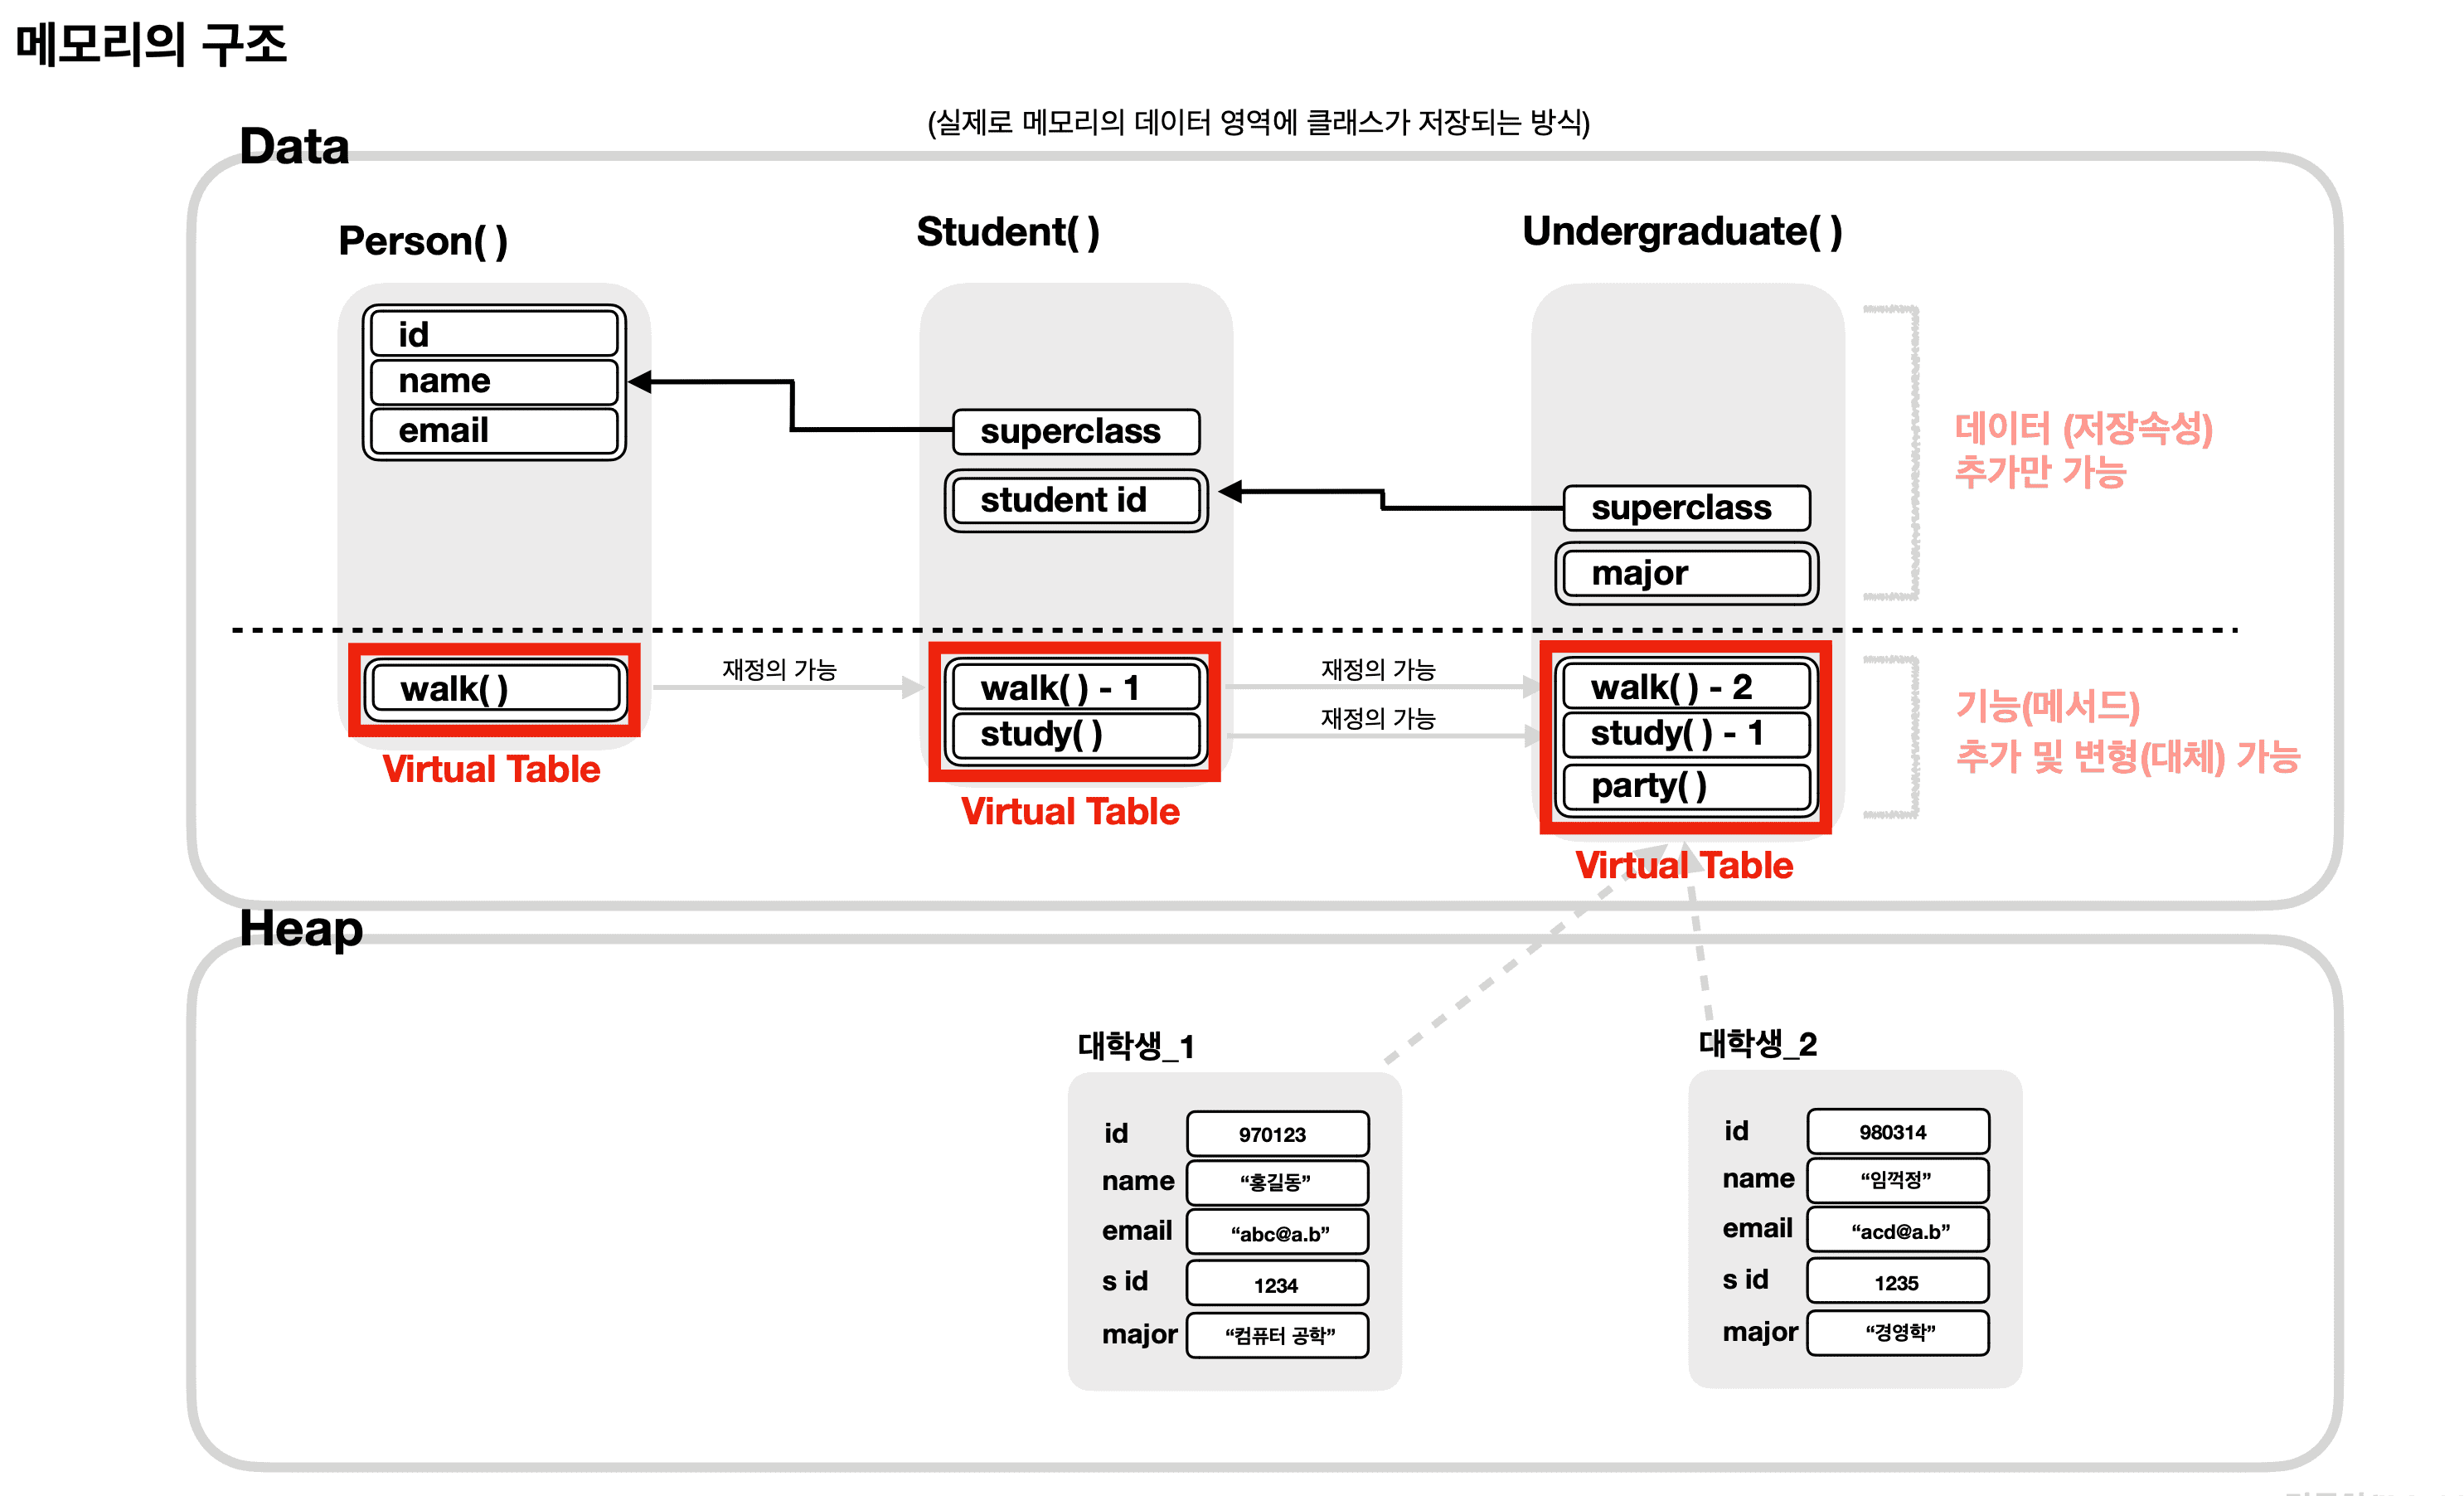 메모리의 구조
(실제로 메모리의 데이터 영역에 클래스가 저장되는 방식)
Data
Person( )
id
name
email
walk( )
Virtual Table
재정의 가능
Student( )
superclass
student id
walk( ) - 1
study( )
Virtual Table
재정의 가능
재정의 가능
Undergraduate( )
superclass
major
walk( ) - 2
study( ) - 1
party( )
Virtual Table
데이터 (저장속성)
추가만 가능
기능(메서드)
추가 및 변형(대체) 가능
Heap
대학생_1
id 970123
name “홍길동”
email “abc@a.b”
s id 1234
major “컴퓨터 공학”
대학생_2
id 980314
name “임꺽정”
email “acd@a.b”
s id 1235
major “경영학”